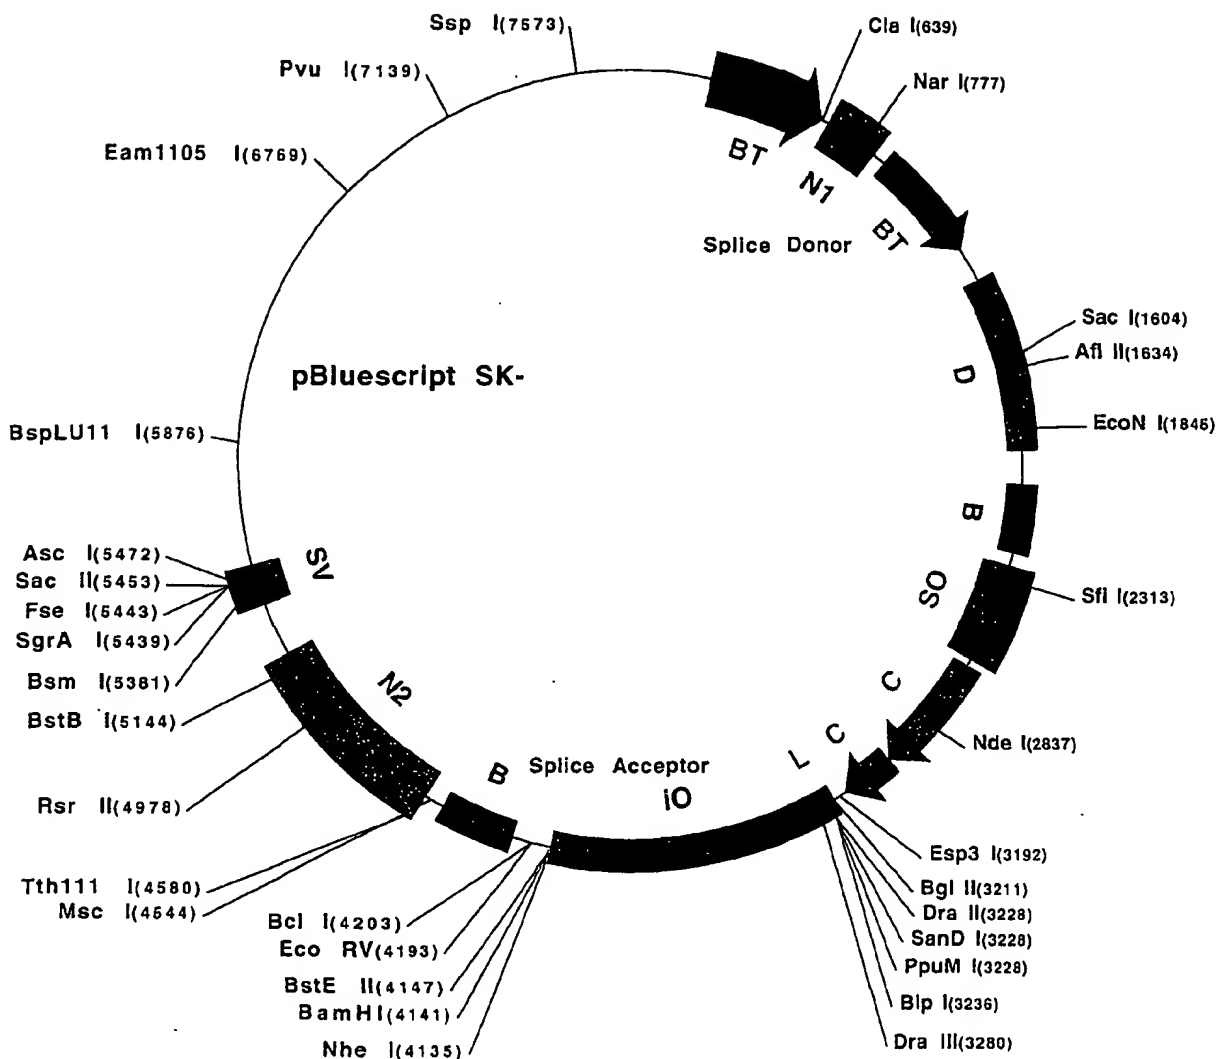 Ssp I(7573)
Pvu I(7139)
Eam1105 I(6769)
BspLU11 I(5876)
Asc I(5472)
Sac II(5453)
Fse I(5443)
SgrA I(5439)
Bsm I(5381)
BstB I(5144)
Rsr II(4978)
Tth111 I(4580)
Msc I(4544)
Bcl I(4203)
Eco RV(4193)
BstE II(4147)
BamHI(4141)
Nhe I(4135)
Cla I(639)
Nar I(777)
Sac I(1604)
Afl II(1634)
EcoN I(1845)
Sfi I(2313)
Nde I(2837)
Esp3 I(3192)
Bgl II(3211)
Dra II(3228)
SanD I(3228)
PpuM I(3228)
Blp I(3236)
Dra III(3280)
BT
N1
BT
Splice Donor
D
B
SO
C
C
L
iO
Splice Acceptor
B
N2
SV
pBluescript SK-